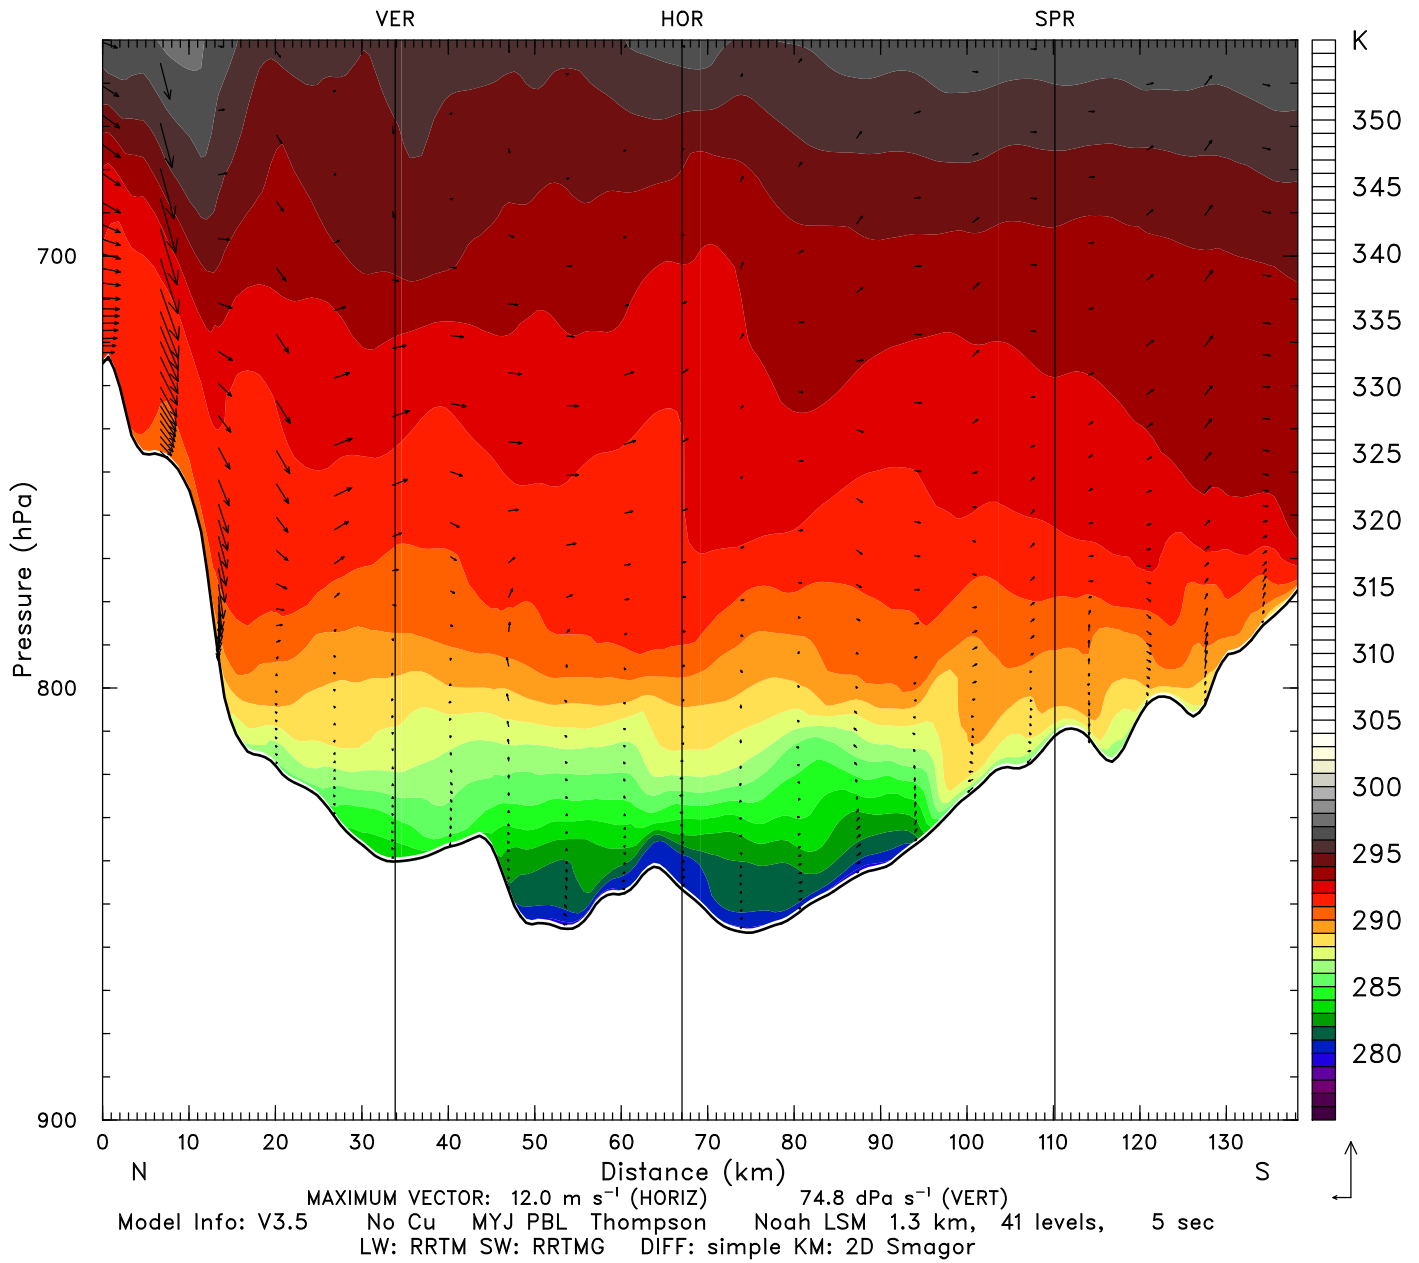 VER HOR SPR
K
350
345
340
700
335
330
325
320
Pressure (hPa)
315
310
800
305
300
295
290
285
280
900
0 10 20 30 40 50 60 70 80 90 100 110 120 130
N Distance (km) S
MAXIMUM VECTOR: 12.0 m s⁻¹ (HORIZ) 74.8 dPa s⁻¹ (VERT)
Model Info: V3.5 No Cu MYJ PBL Thompson Noah LSM 1.3 km, 41 levels, 5 sec
LW: RRTM SW: RRTMG DIFF: simple KM: 2D Smagor